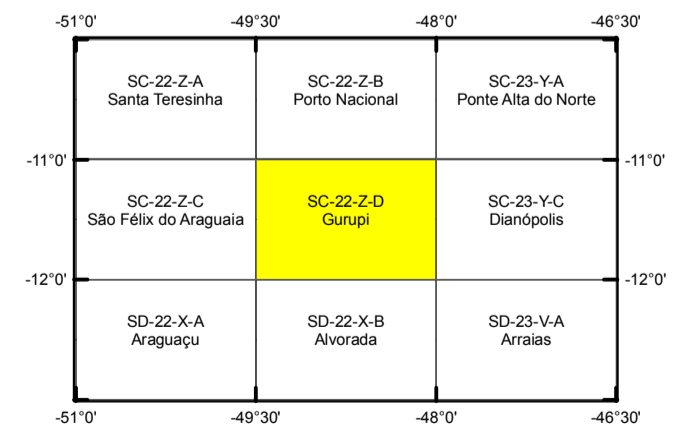 -51°0' -49°30' -48°0' -46°30'
SC-22-Z-A SC-22-Z-B SC-23-Y-A
Santa Teresinha Porto Nacional Ponte Alta do Norte
-11°0' -11°0'
SC-22-Z-C SC-22-Z-D SC-23-Y-C
São Félix do Araguaia Gurupi Dianópolis
-12°0' -12°0'
SD-22-X-A SD-22-X-B SD-23-V-A
Araguaçu Alvorada Arraias
-51°0' -49°30' -48°0' -46°30'